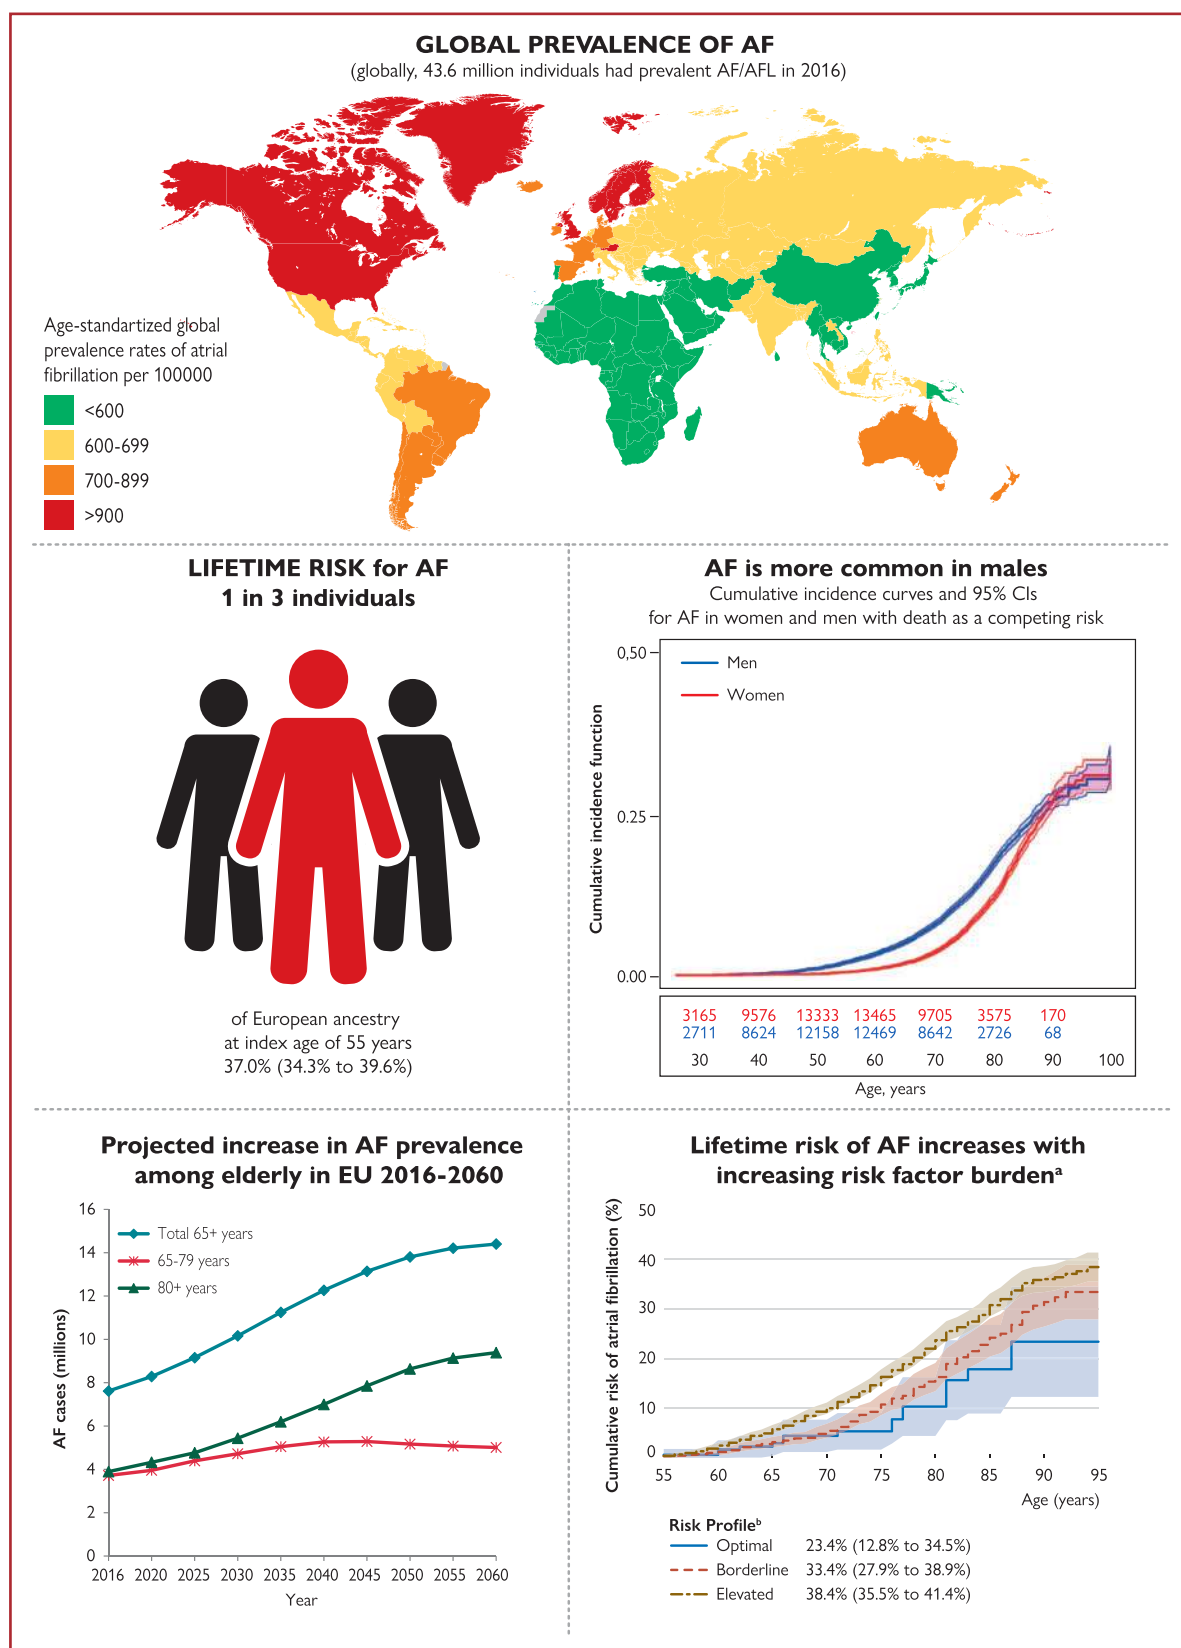 GLOBAL PREVALENCE OF AF
(globally, 43.6 million individuals had prevalent AF/AFL in 2016)
Age-standartized global
prevalence rates of atrial
fibrillation per 100000
<600
600-699
700-899
>900
LIFETIME RISK for AF
1 in 3 individuals
of European ancestry
at index age of 55 years
37.0% (34.3% to 39.6%)
AF is more common in males
Cumulative incidence curves and 95% CIs
for AF in women and men with death as a competing risk
Cumulative incidence function
0,50
0.25
0.00
Men
Women
3165 9576 13333 13465 9705 3575 170
2711 8624 12158 12469 8642 2726 68
30 40 50 60 70 80 90 100
Age, years
Projected increase in AF prevalence
among elderly in EU 2016-2060
AF cases (millions)
16
14
12
10
8
6
4
2
0
Total 65+ years
65-79 years
80+ years
2016 2020 2025 2030 2035 2040 2045 2050 2055 2060
Year
Lifetime risk of AF increases with
increasing risk factor burdenᵃ
Cumulative risk of atrial fibrillation (%)
50
40
30
20
10
0
55 60 65 70 75 80 85 90 95
Age (years)
Risk Profileᵇ
Optimal 23.4% (12.8% to 34.5%)
Borderline 33.4% (27.9% to 38.9%)
Elevated 38.4% (35.5% to 41.4%)